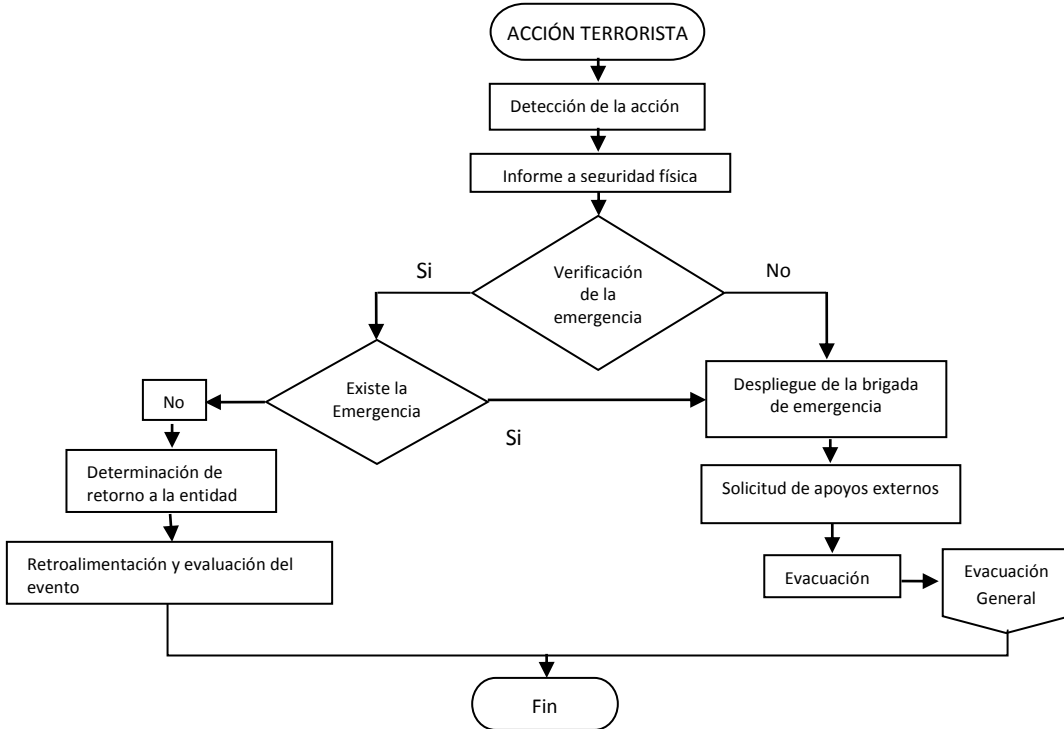 ACCIÓN TERRORISTA
Detección de la acción
Informe a seguridad física
Si
Verificación
de la
emergencia
No
Existe la
Emergencia
Despliegue de la brigada
de emergencia
No
Si
Determinación de
retorno a la entidad
Solicitud de apoyos externos
Retroalimentación y evaluación del
evento
Evacuación
Evacuación
General
Fin